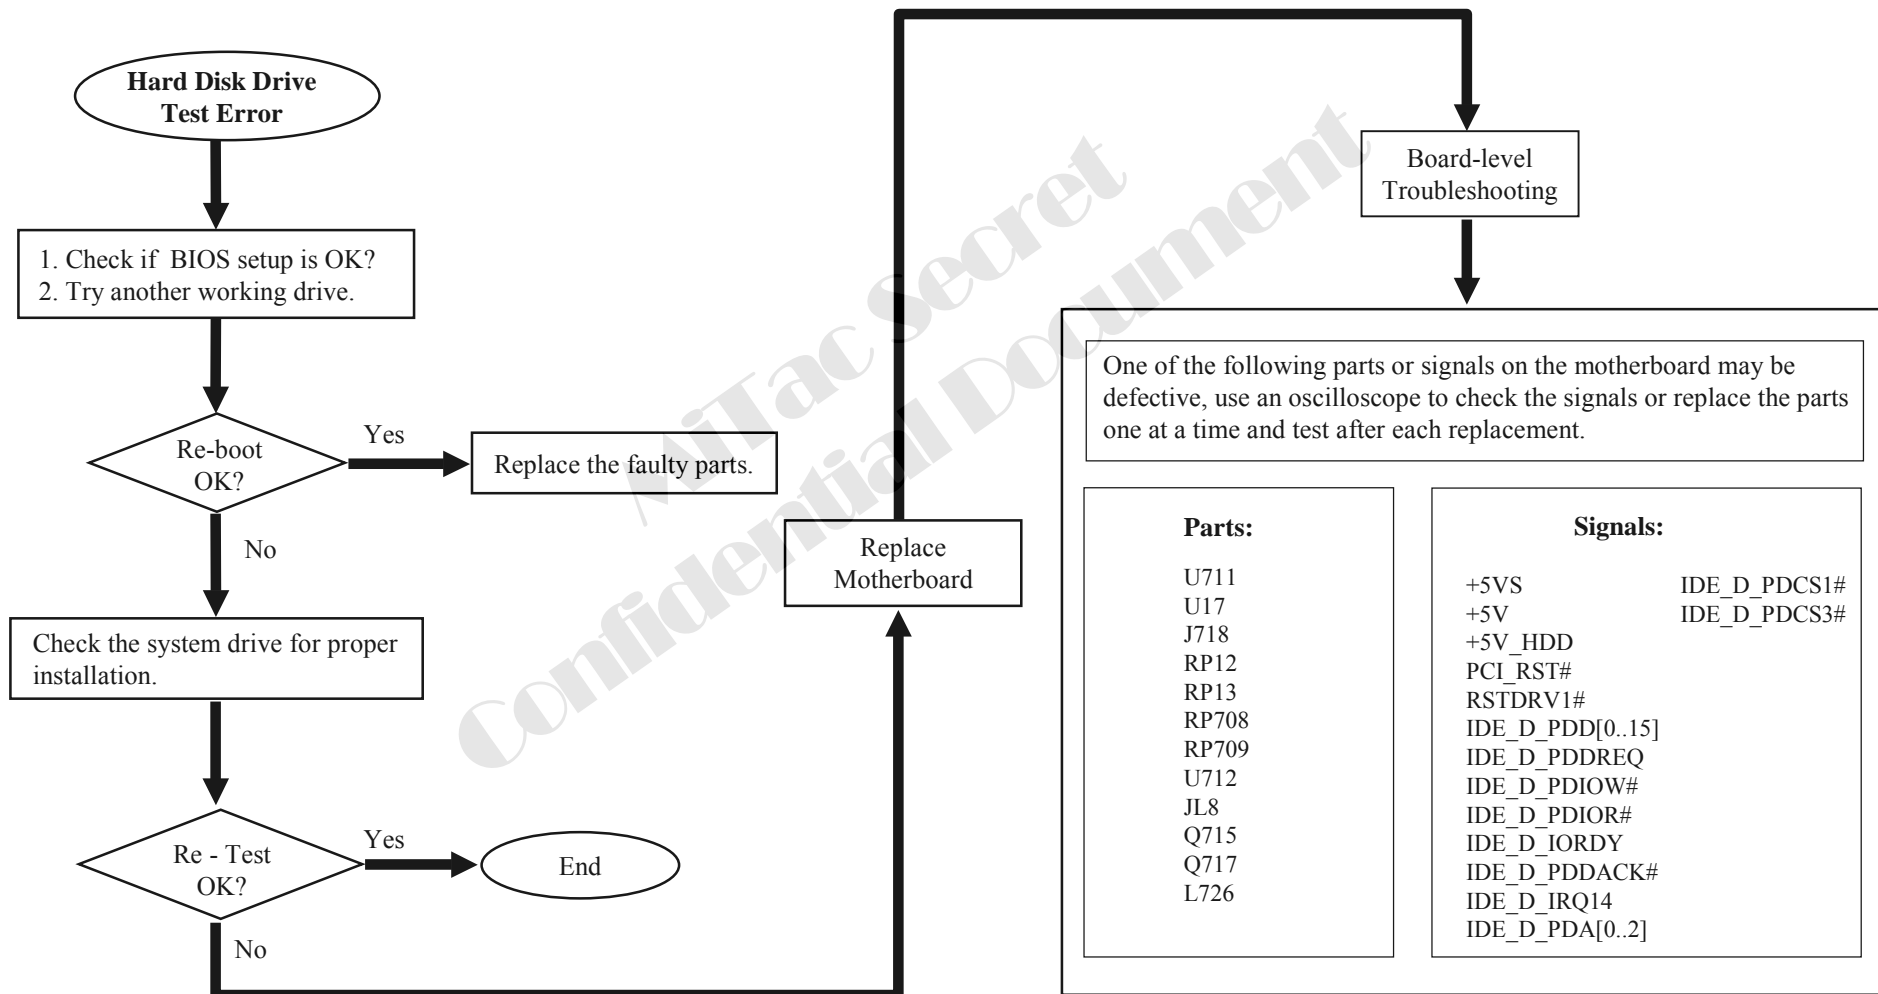 Hard Disk Drive
Test Error
1. Check if BIOS setup is OK?
2. Try another working drive.
Re-boot
OK?
Yes
Replace the faulty parts.
No
Check the system drive for proper
installation.
Re - Test
OK?
Yes
End
No
Replace
Motherboard
Board-level
Troubleshooting
One of the following parts or signals on the motherboard may be
defective, use an oscilloscope to check the signals or replace the parts
one at a time and test after each replacement.
Parts:
U711
U17
J718
RP12
RP13
RP708
RP709
U712
JL8
Q715
Q717
L726
Signals:
+5VS
+5V
+5V_HDD
PCI_RST#
RSTDRV1#
IDE_D_PDD[0..15]
IDE_D_PDDREQ
IDE_D_PDIOW#
IDE_D_PDIOR#
IDE_D_IORDY
IDE_D_PDDACK#
IDE_D_IRQ14
IDE_D_PDA[0..2]
IDE_D_PDCS1#
IDE_D_PDCS3#
MiTac Secret
Confidential Document